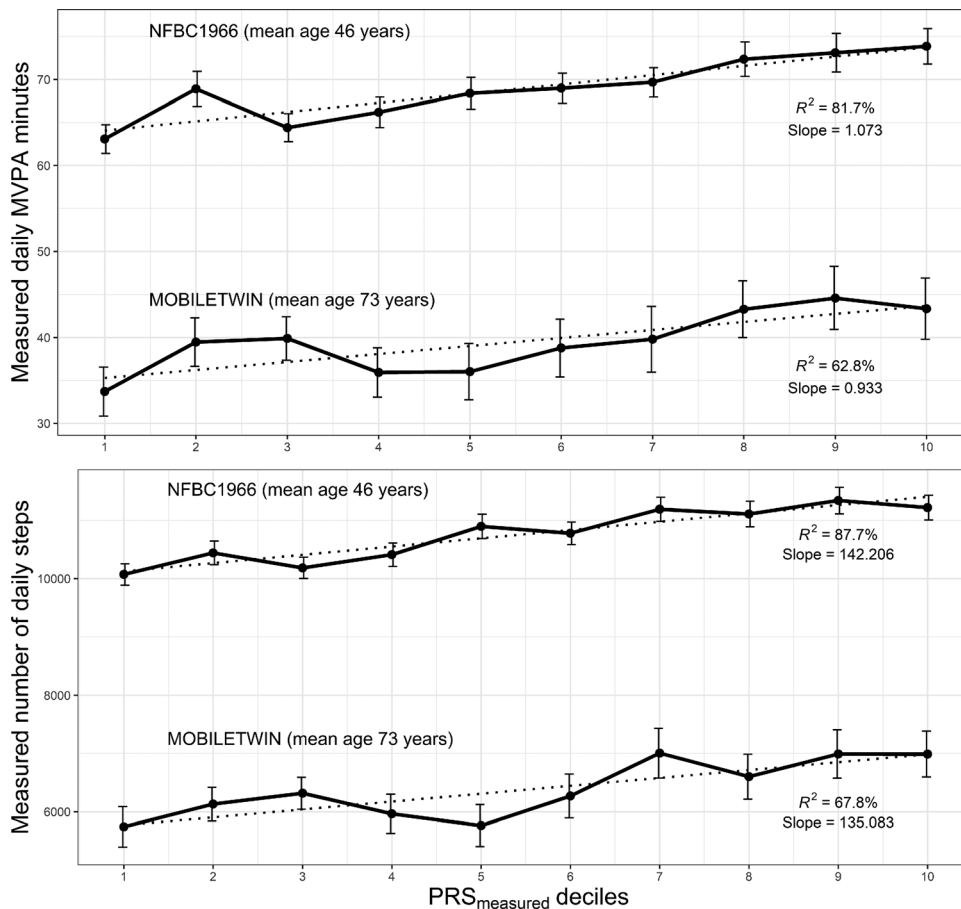 Measured daily MVPA minutes
NFBC1966 (mean age 46 years)
R² = 81.7%
Slope = 1.073
MOBILETWIN (mean age 73 years)
R² = 62.8%
Slope = 0.933
70
60
50
40
30
1 2 3 4 5 6 7 8 9 10
Measured number of daily steps
NFBC1966 (mean age 46 years)
R² = 87.7%
Slope = 142.206
MOBILETWIN (mean age 73 years)
R² = 67.8%
Slope = 135.083
10000
8000
6000
1 2 3 4 5 6 7 8 9 10
PRSmeasured deciles